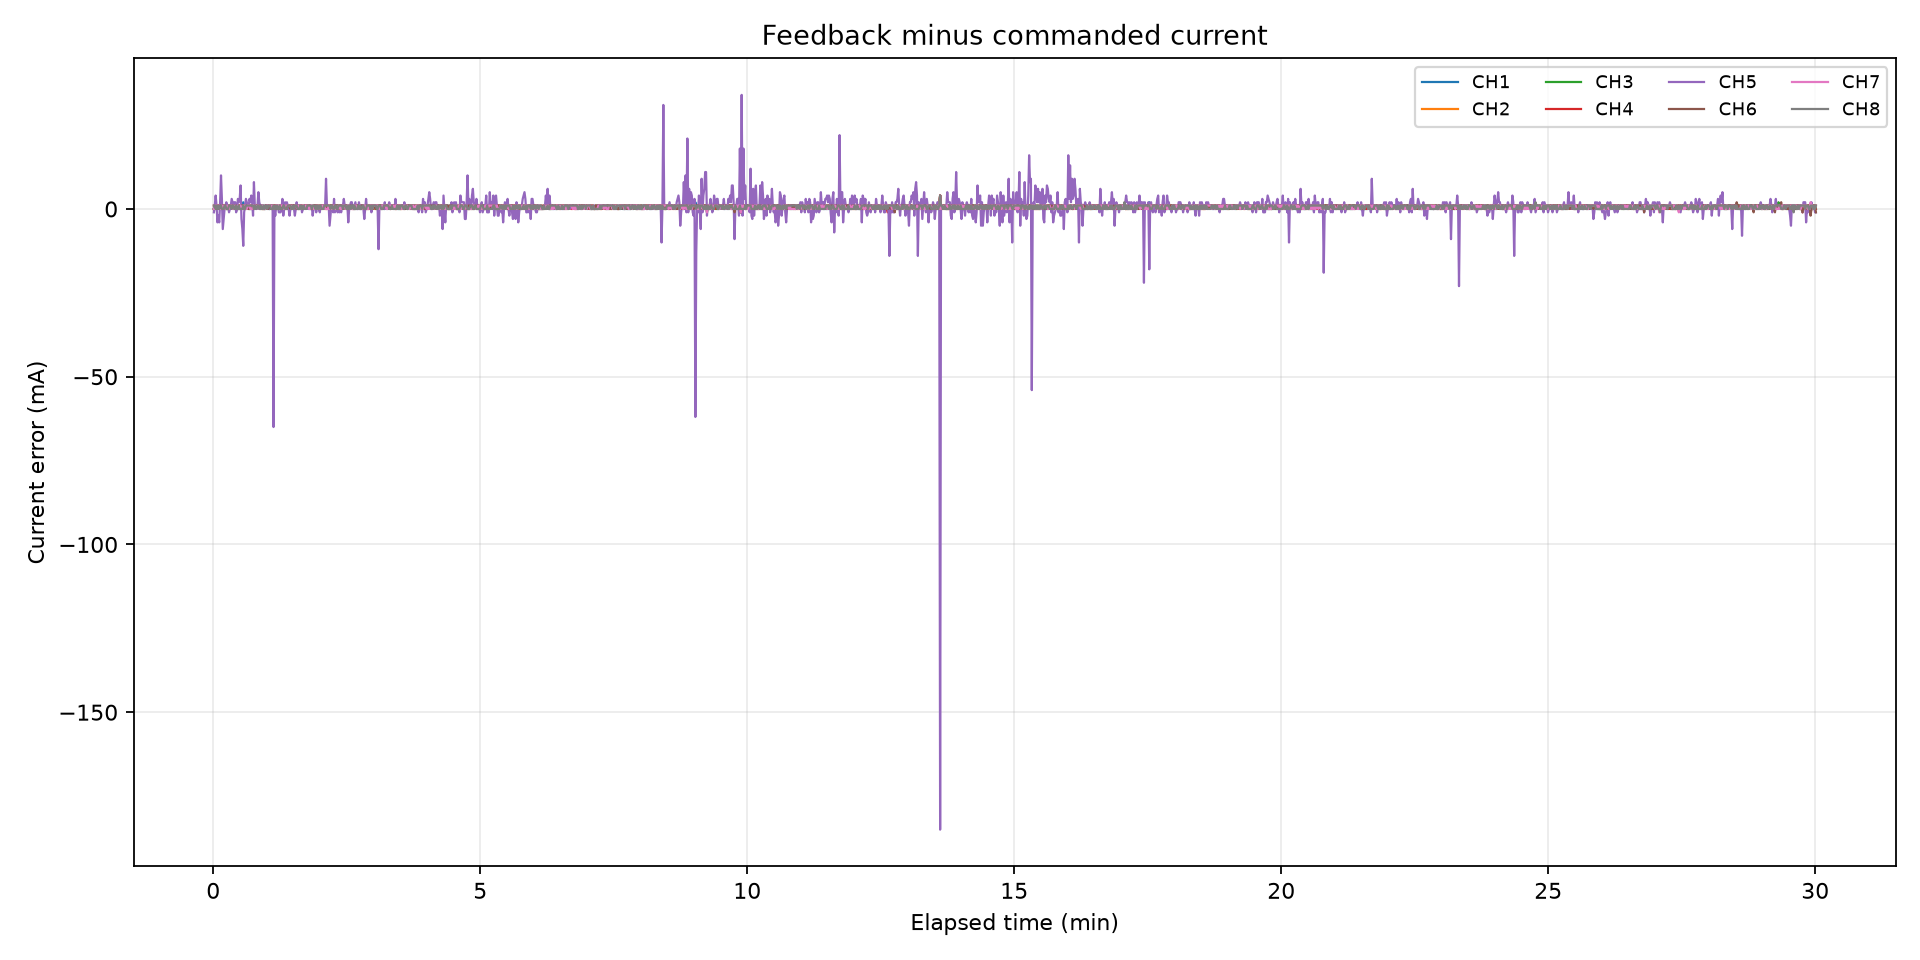 Feedback minus commanded current
CH1 CH3 CH5 CH7
CH2 CH4 CH6 CH8
0
−50
−100
−150
Current error (mA)
0 5 10 15 20 25 30
Elapsed time (min)